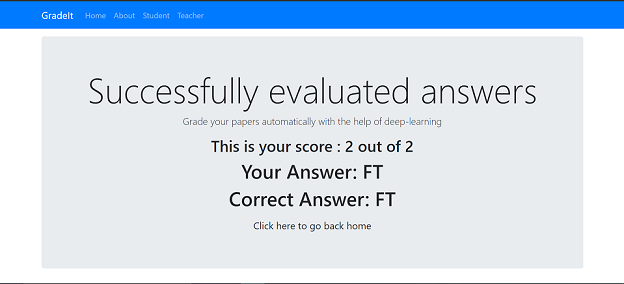 GradeIt Home About Student Teacher
Successfully evaluated answers
Grade your papers automatically with the help of deep-learning
This is your score : 2 out of 2
Your Answer: FT
Correct Answer: FT
Click here to go back home